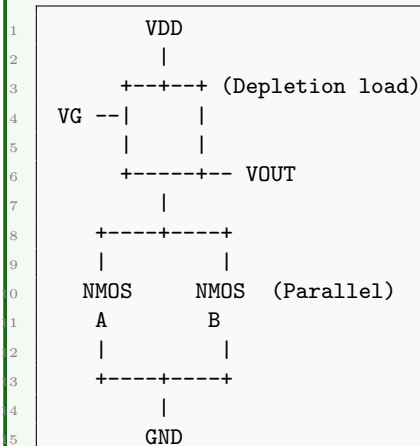 1 VDD
2 |
3 +--+--+ (Depletion load)
4 VG --| |
5 | |
6 +-----+-- VOUT
7 |
8 +----+----+
9 | |
10 NMOS NMOS (Parallel)
11 A B
12 | |
13 +----+----+
14 |
15 GND